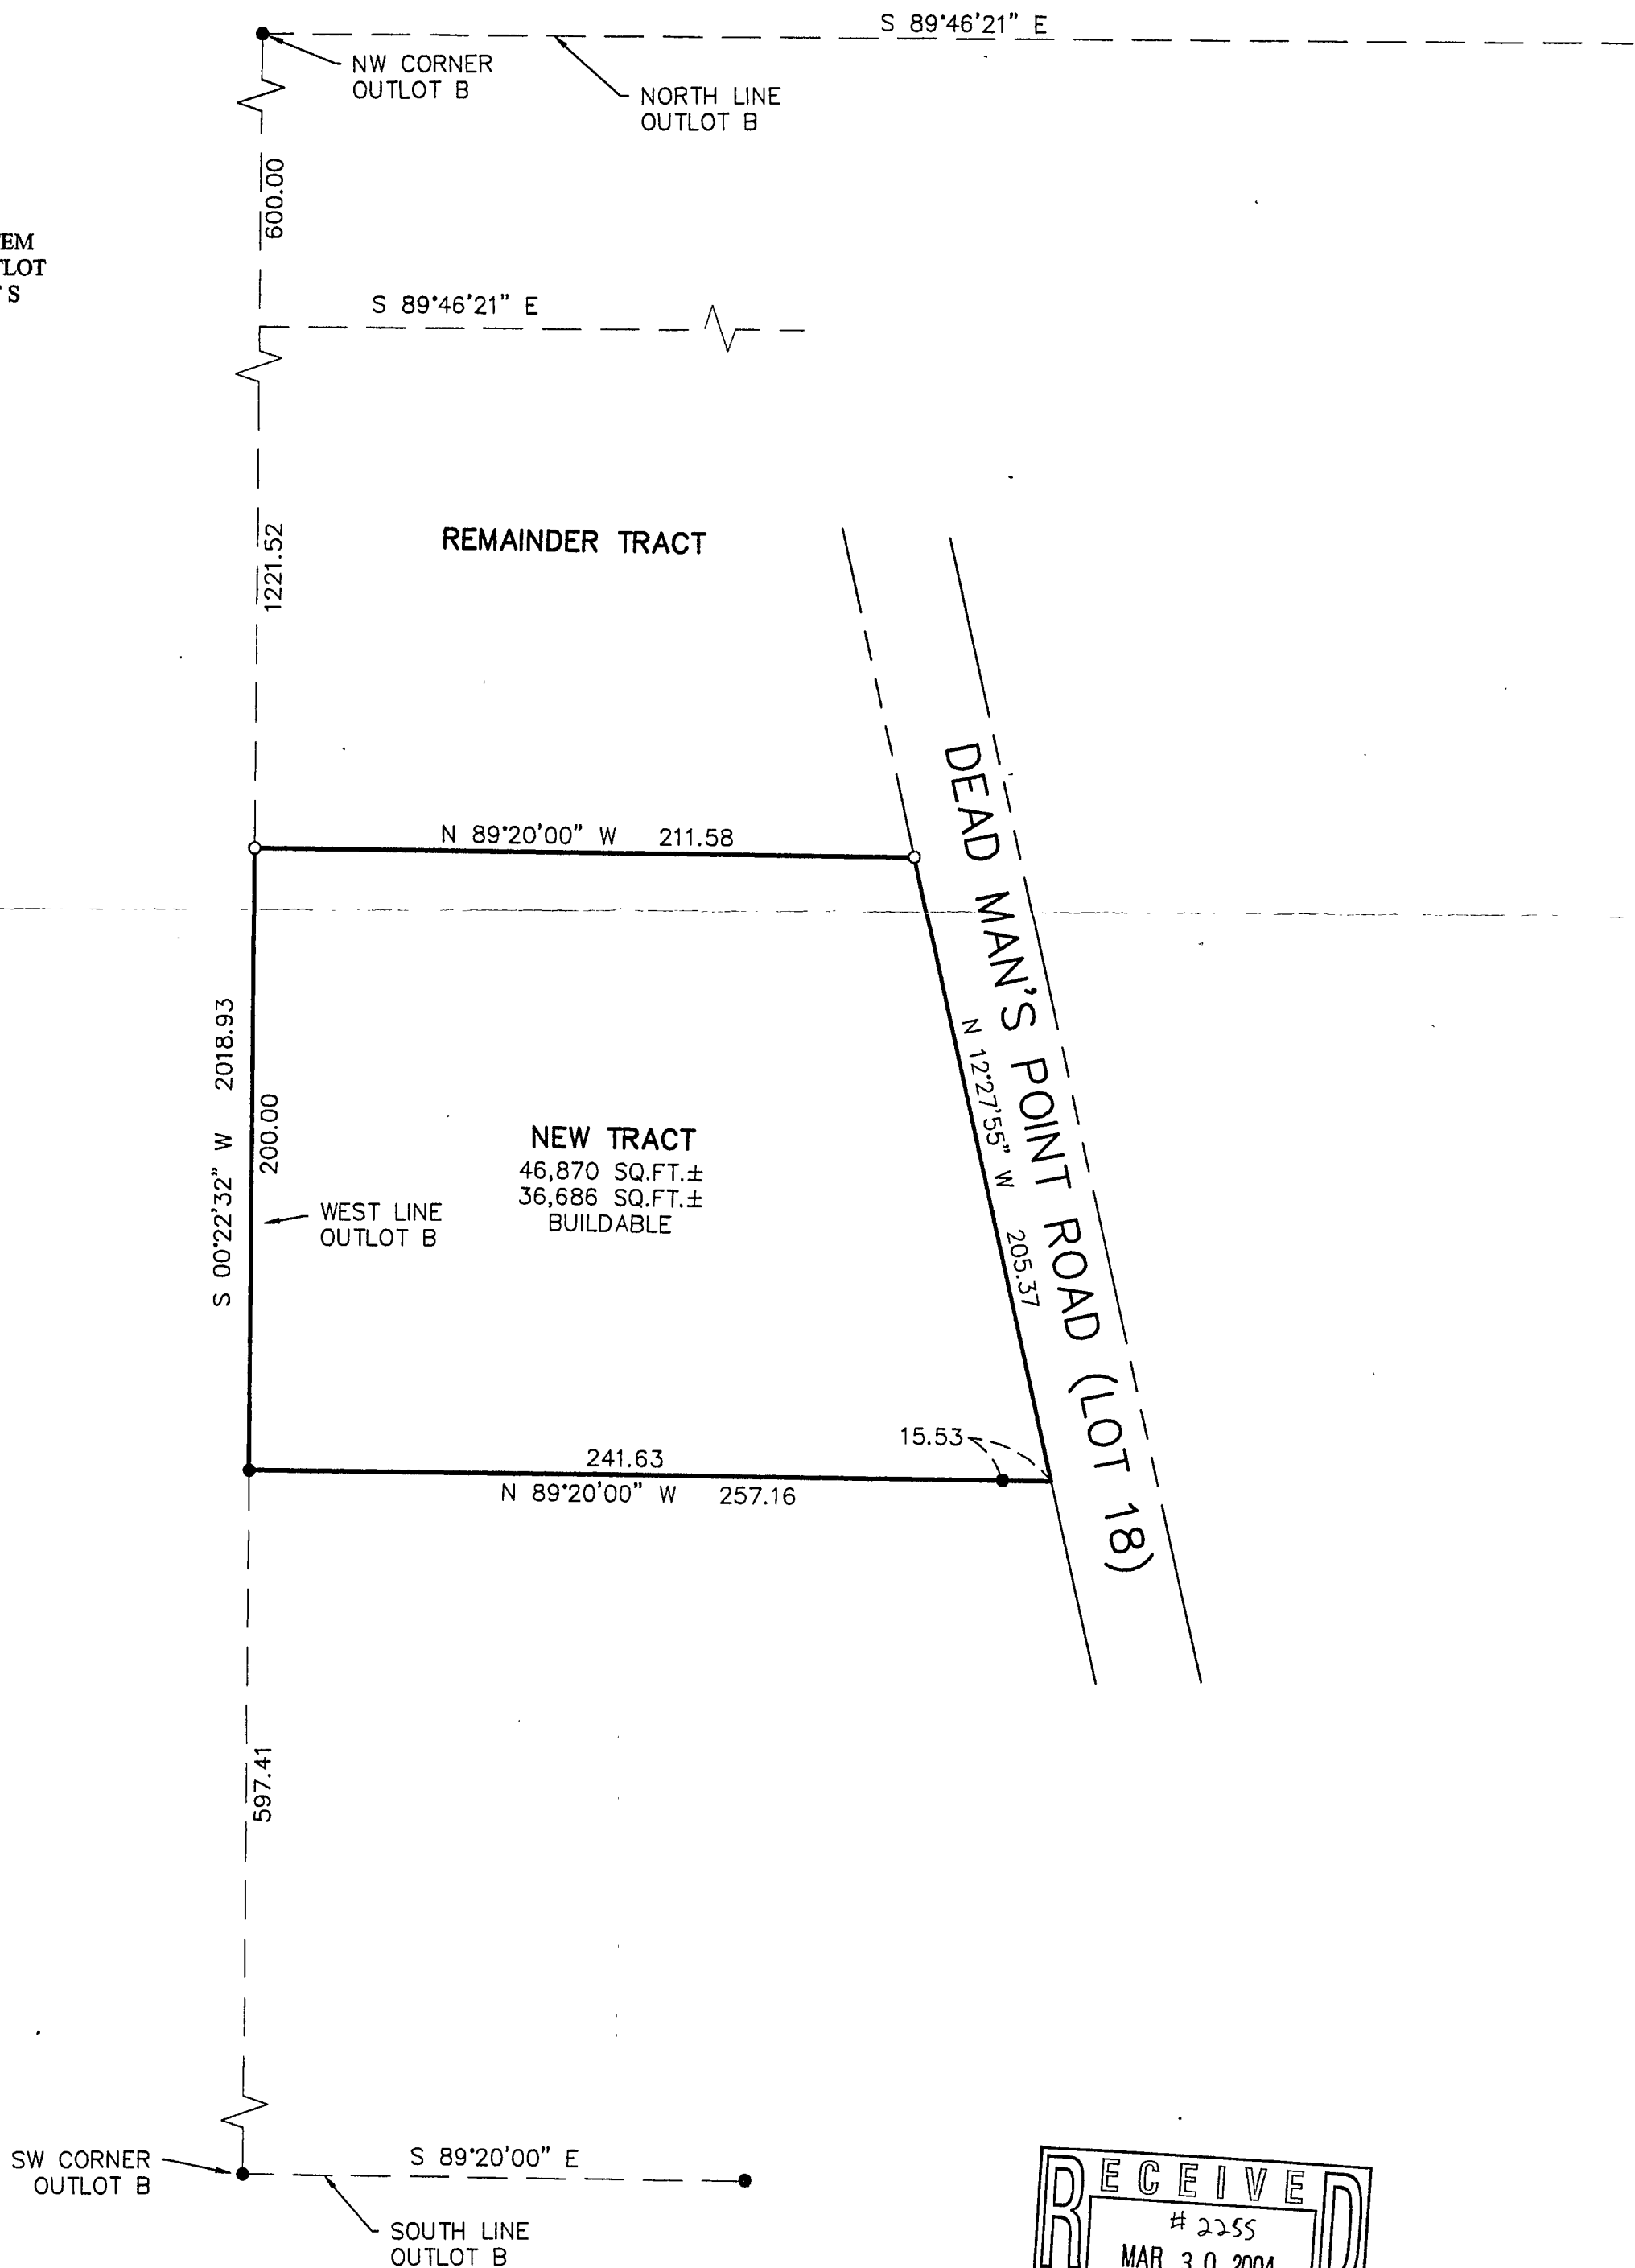 S 89°46'21" E
NW CORNER
OUTLOT B
NORTH LINE
OUTLOT B
600.00
S 89°46'21" E
1221.52
REMAINDER TRACT
N 89°20'00" W 211.58
DEAD MAN'S POINT ROAD (LOT 18)
N 12°27'55" W 205.37
S 00°22'32" W 2018.93
200.00
NEW TRACT
46,870 SQ.FT.±
36,686 SQ.FT.±
BUILDABLE
WEST LINE
OUTLOT B
15.53
241.63
N 89°20'00" W 257.16
597.41
SW CORNER
OUTLOT B
S 89°20'00" E
SOUTH LINE
OUTLOT B
RECEIVED
# 2255
MAR 30 2004